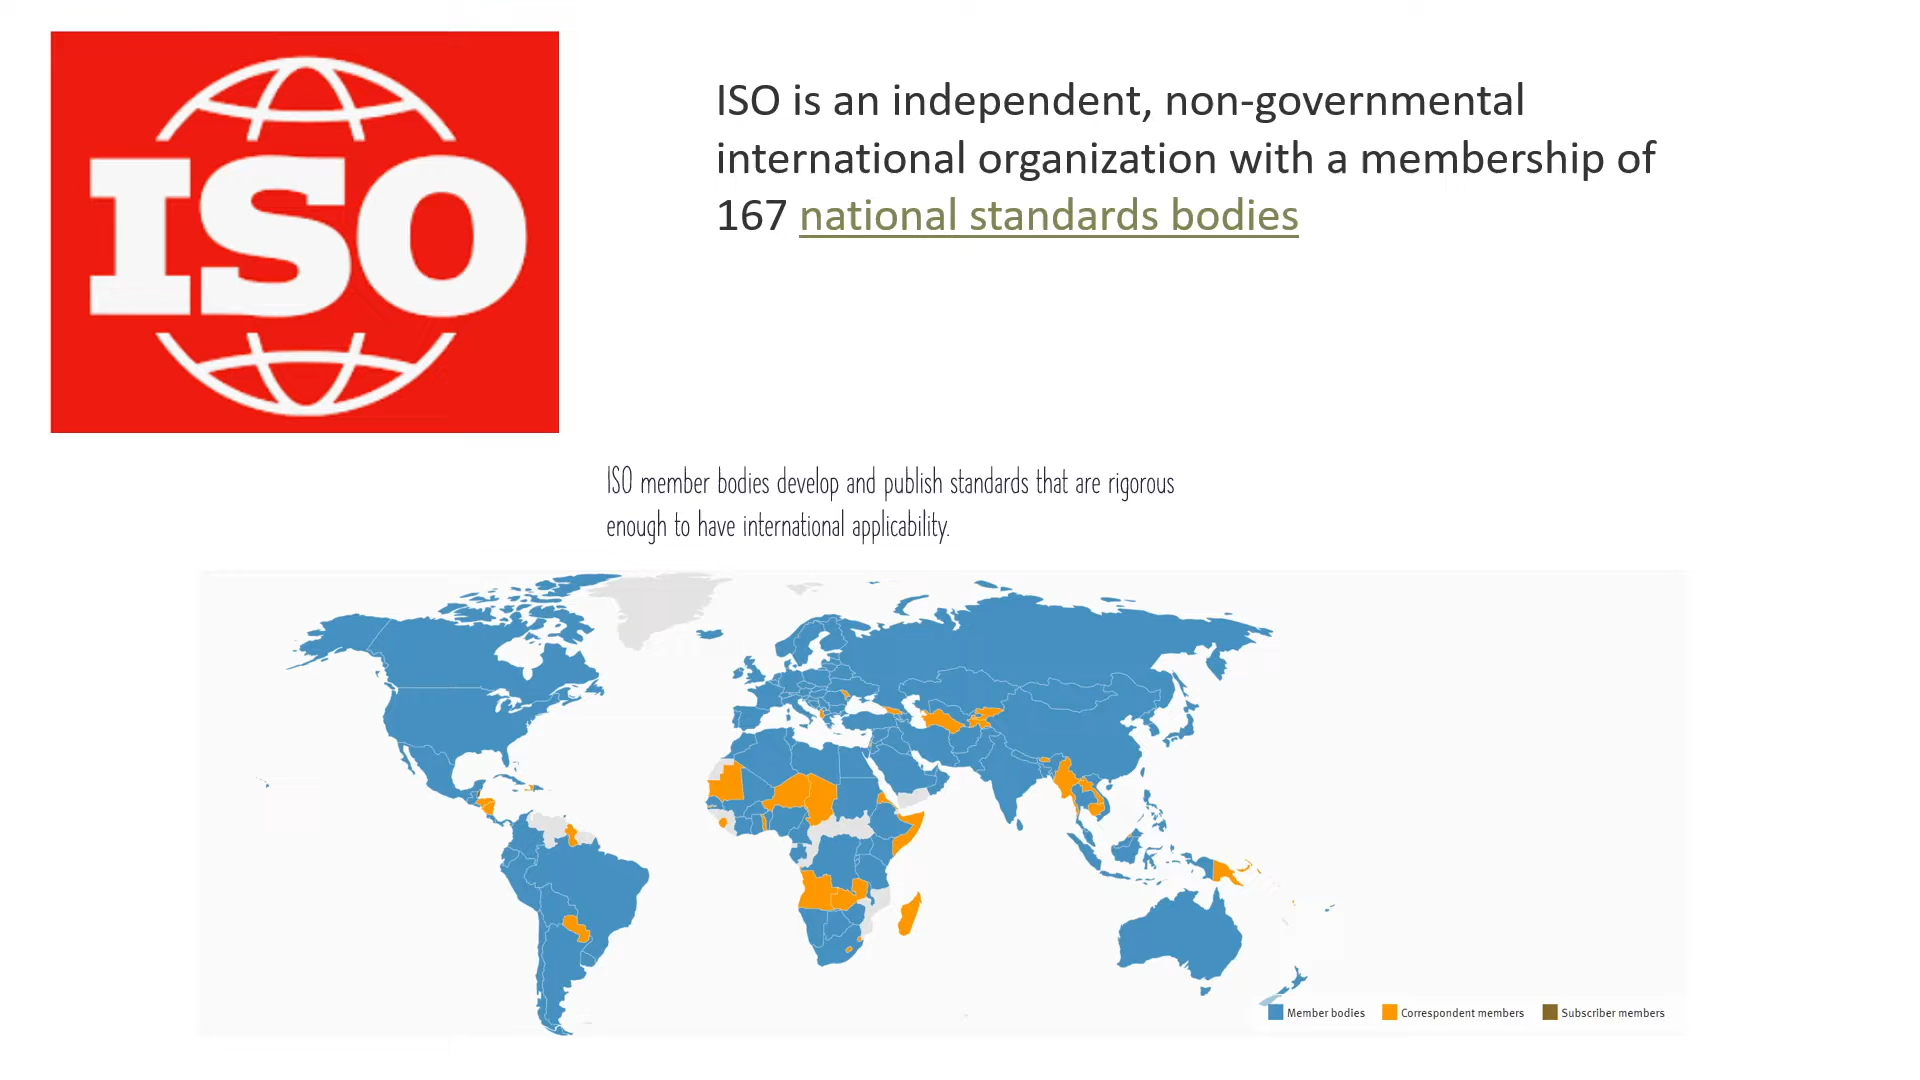 ISO
ISO is an independent, non-governmental
international organization with a membership of
167 national standards bodies
ISO member bodies develop and publish standards that are rigorous
enough to have international applicability.
Member bodies
Correspondent members
Subscriber members